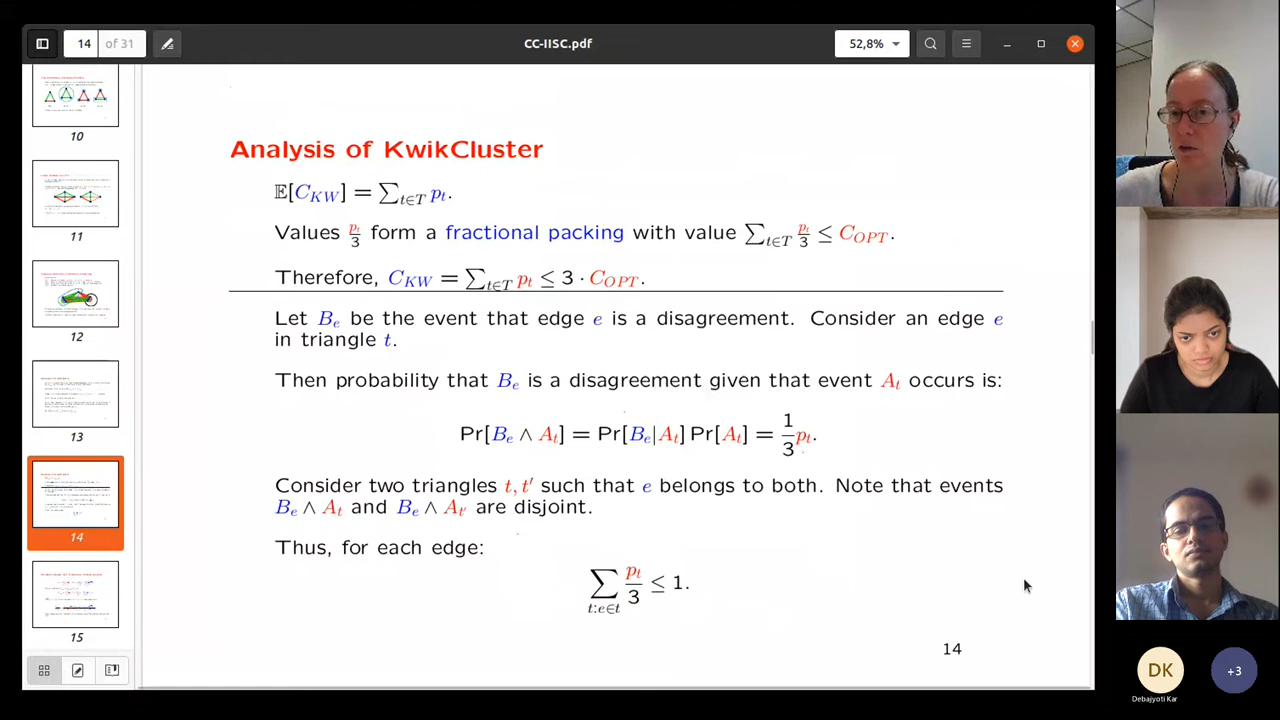 14
of 31
CC-IISC.pdf
52,8%
10
11
12
13
14
15
Analysis of KwikCluster
𝔼[C_KW] = ∑_{t∈T} p_t.
Values p_t/3 form a fractional packing with value ∑_{t∈T} p_t/3 ≤ C_OPT.
Therefore, C_KW = ∑_{t∈T} p_t ≤ 3 · C_OPT.
Let B_e be the event that edge e is a disagreement. Consider an edge e
in triangle t.
Then probability that B_e is a disagreement given that event A_t occurs is:
Pr[B_e ∧ A_t] = Pr[B_e|A_t] Pr[A_t] = 1/3 p_t.
Consider two triangles t, t′ such that e belongs to both. Note that events
B_e ∧ A_t and B_e ∧ A_t′ are disjoint.
Thus, for each edge:
∑_{t:e∈t} p_t/3 ≤ 1.
14
DK
Debajyoti Kar
+3